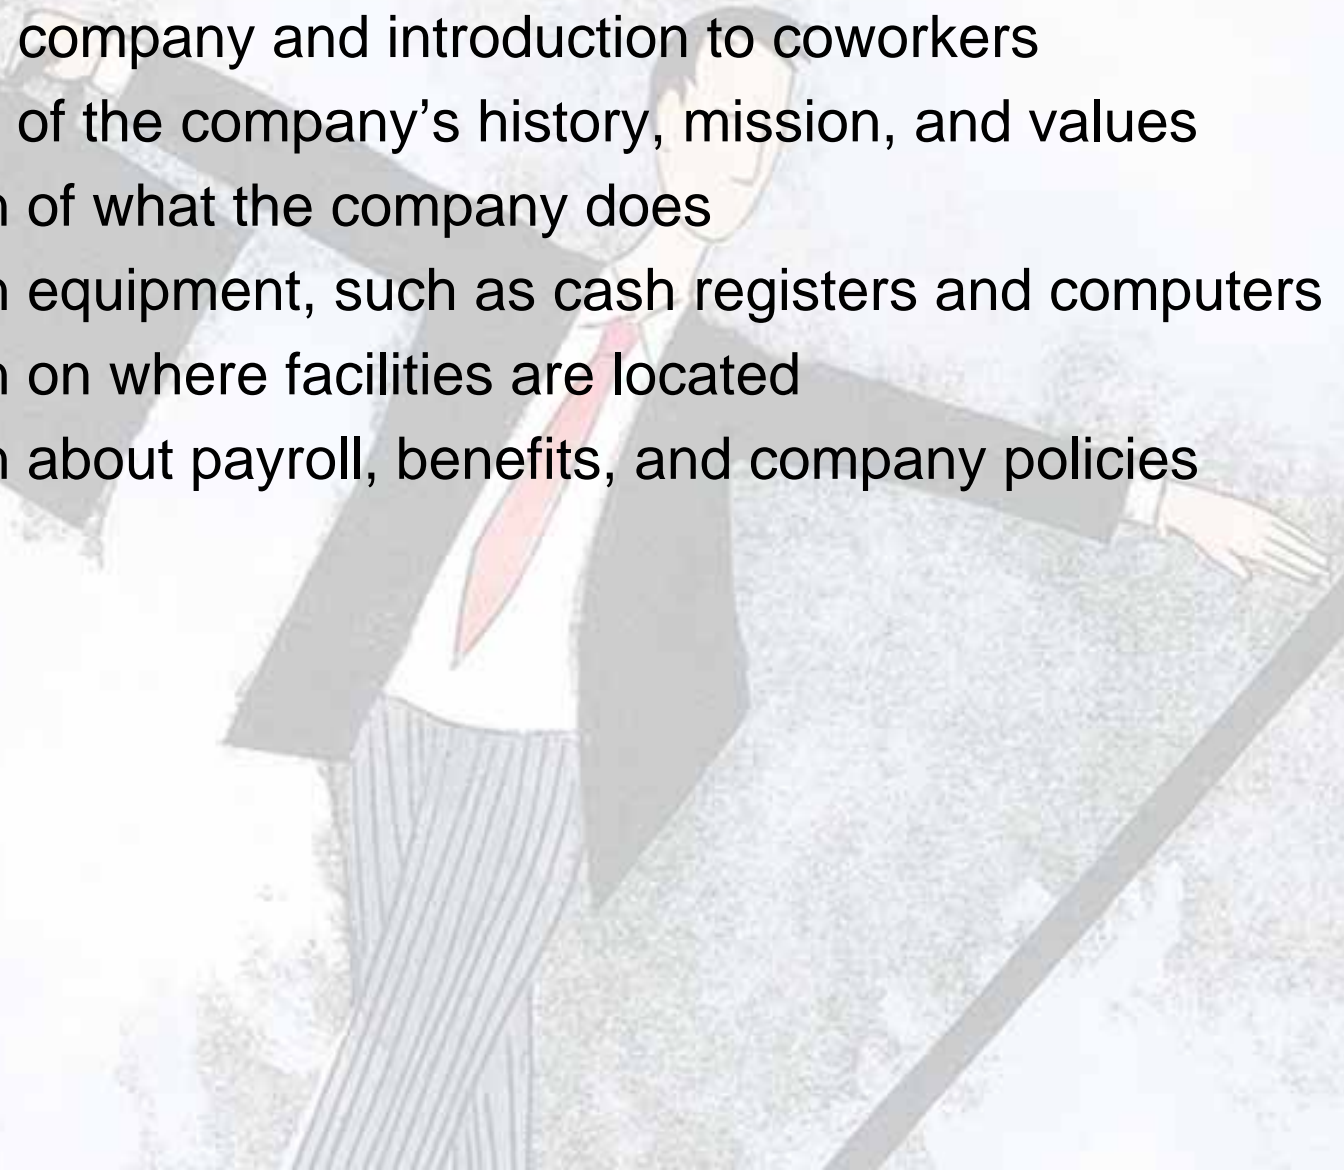 company and introduction to coworkers
of the company’s history, mission, and values
n of what the company does
n equipment, such as cash registers and computers
n on where facilities are located
n about payroll, benefits, and company policies